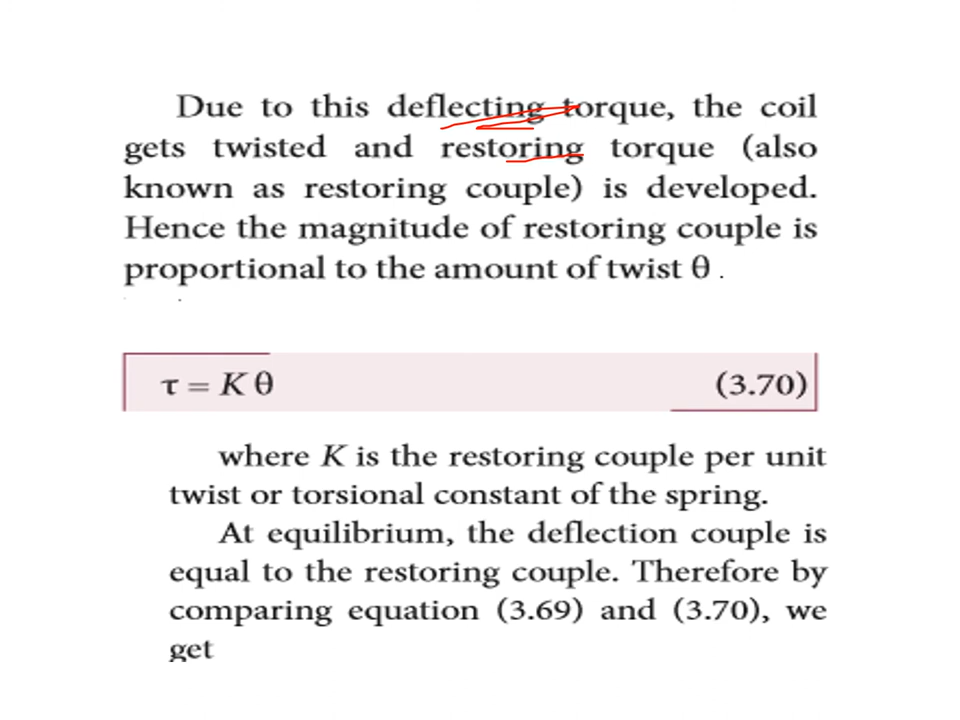 Due to this deflecting torque, the coil
gets twisted and restoring torque (also
known as restoring couple) is developed.
Hence the magnitude of restoring couple is
proportional to the amount of twist θ .
τ = K θ (3.70)
where K is the restoring couple per unit
twist or torsional constant of the spring.
At equilibrium, the deflection couple is
equal to the restoring couple. Therefore by
comparing equation (3.69) and (3.70), we
get